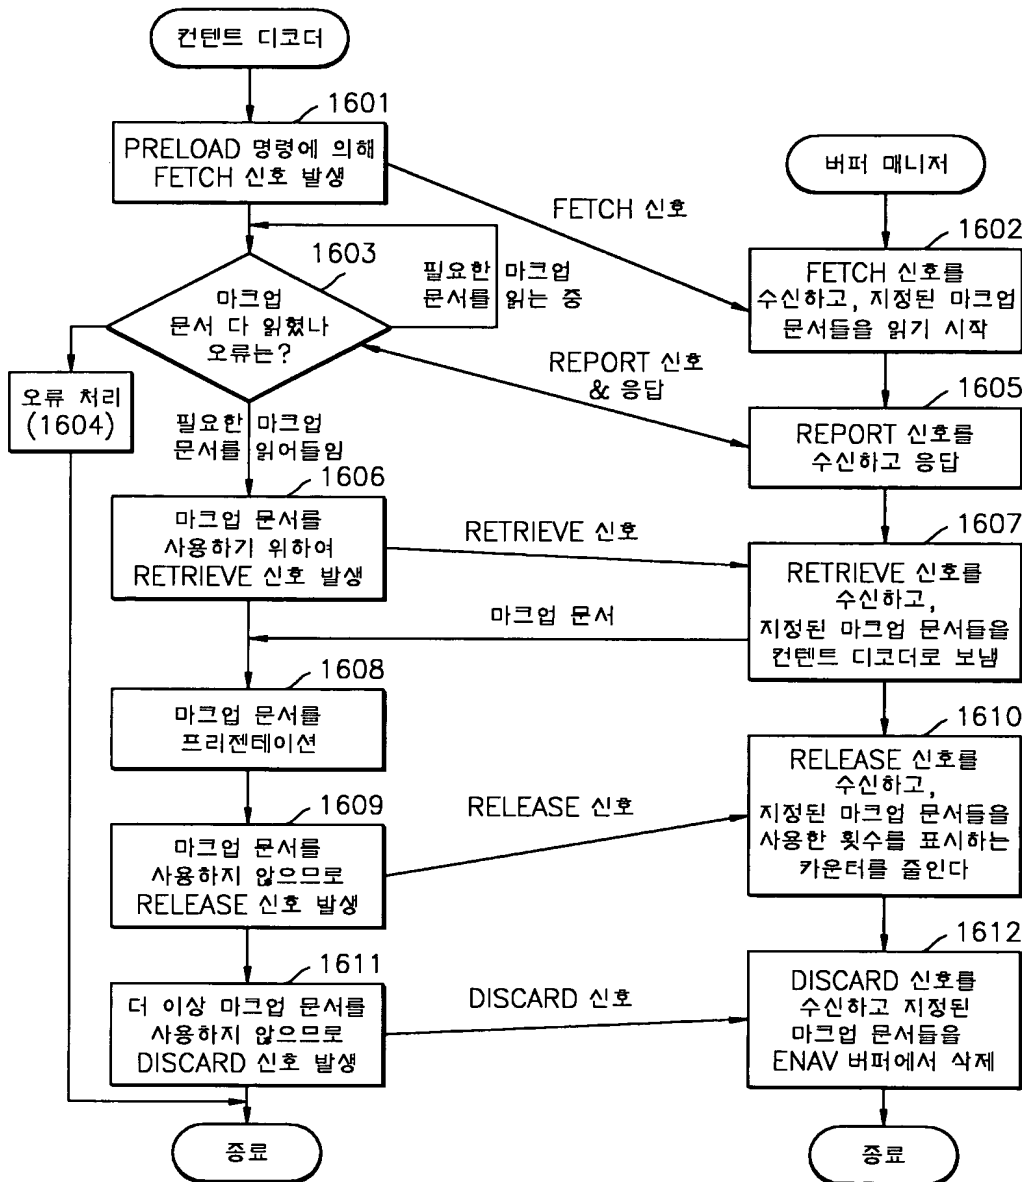 컨텐트 디코더
1601
PRELOAD 명령에 의해
FETCH 신호 발생
버퍼 매니저
FETCH 신호
1602
FETCH 신호를
수신하고, 지정된 마크업
문서들을 읽기 시작
1603
마크업
문서 다 읽혔나
오류는?
필요한 마크업
문서를 읽는 중
REPORT 신호
& 응답
오류 처리
(1604)
1605
REPORT 신호를
수신하고 응답
필요한 마크업
문서를 읽어들임
1606
마크업 문서를
사용하기 위하여
RETRIEVE 신호 발생
RETRIEVE 신호
1607
RETRIEVE 신호를
수신하고,
지정된 마크업 문서들을
컨텐트 디코더로 보냄
마크업 문서
1608
마크업 문서를
프리젠테이션
1610
RELEASE 신호를
수신하고,
지정된 마크업 문서들을
사용한 횟수를 표시하는
카운터를 줄인다
1609
마크업 문서를
사용하지 않으므로
RELEASE 신호 발생
RELEASE 신호
1611
더 이상 마크업 문서를
사용하지 않으므로
DISCARD 신호 발생
DISCARD 신호
1612
DISCARD 신호를
수신하고 지정된
마크업 문서들을
ENAV 버퍼에서 삭제
종료
종료